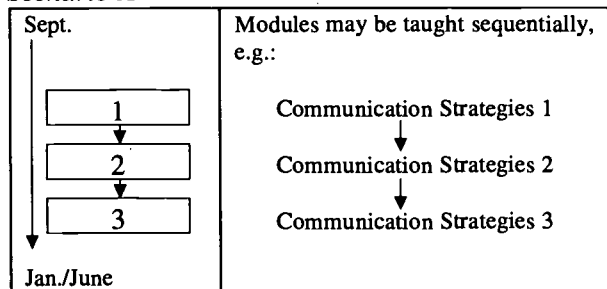 Sept.
1
2
3
Jan./June
Modules may be taught sequentially,
e.g.:
Communication Strategies 1
Communication Strategies 2
Communication Strategies 3